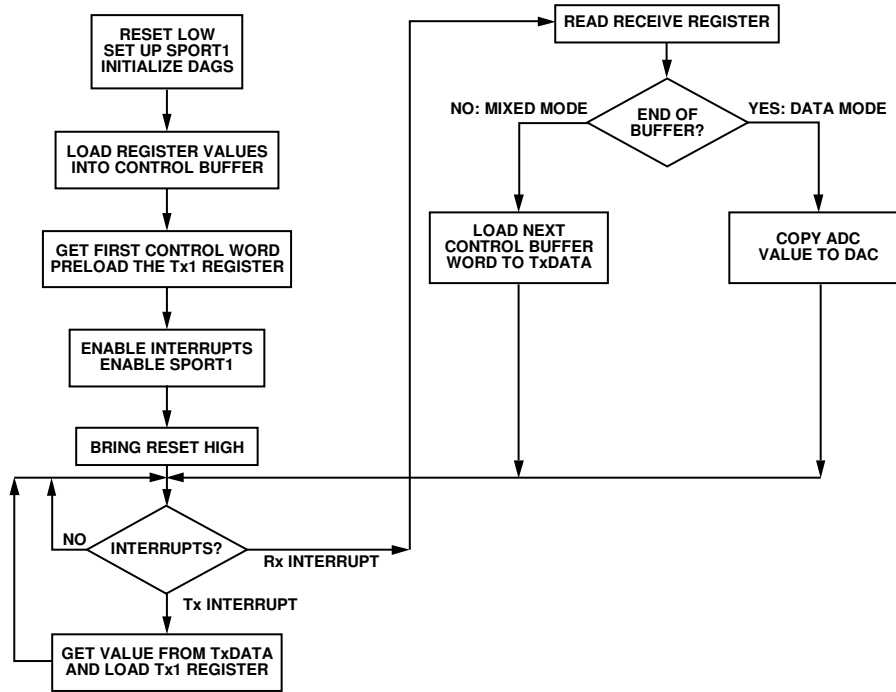 RESET LOW
SET UP SPORT1
INITIALIZE DAGS
LOAD REGISTER VALUES
INTO CONTROL BUFFER
GET FIRST CONTROL WORD
PRELOAD THE Tx1 REGISTER
ENABLE INTERRUPTS
ENABLE SPORT1
BRING RESET HIGH
INTERRUPTS?
NO
Rx INTERRUPT
Tx INTERRUPT
GET VALUE FROM TxDATA
AND LOAD Tx1 REGISTER
READ RECEIVE REGISTER
END OF
BUFFER?
NO: MIXED MODE
YES: DATA MODE
LOAD NEXT
CONTROL BUFFER
WORD TO TxDATA
COPY ADC
VALUE TO DAC